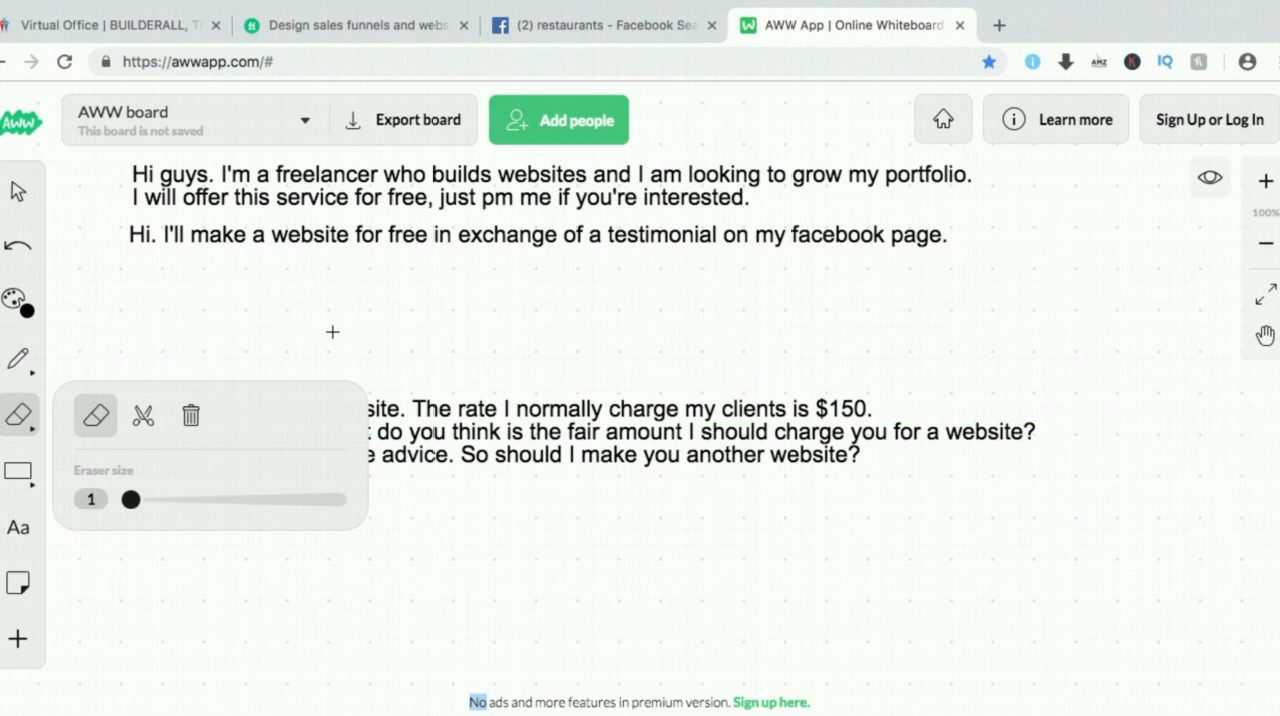 Virtual Office | BUILDERALL, T
Design sales funnels and webs
(2) restaurants - Facebook Sea
AWW App | Online Whiteboard
https://awwapp.com/#
AMZ
K
IQ
AWW
AWW board
This board is not saved
Export board
Add people
Learn more
Sign Up or Log In
Hi guys. I'm a freelancer who builds websites and I am looking to grow my portfolio.
I will offer this service for free, just pm me if you're interested.
Hi. I'll make a website for free in exchange of a testimonial on my facebook page.
100%
site. The rate I normally charge my clients is $150.
do you think is the fair amount I should charge you for a website?
e advice. So should I make you another website?
Eraser size
1
Aa
No ads and more features in premium version. Sign up here.